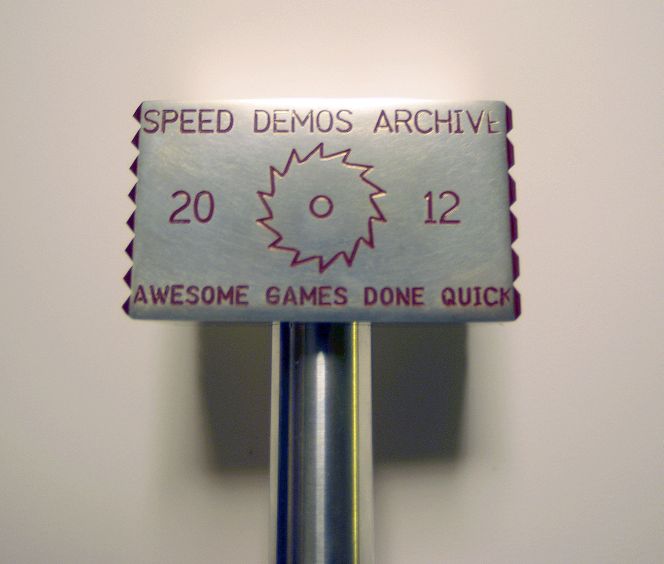 SPEED DEMOS ARCHIVE
20 12
AWESOME GAMES DONE QUICK